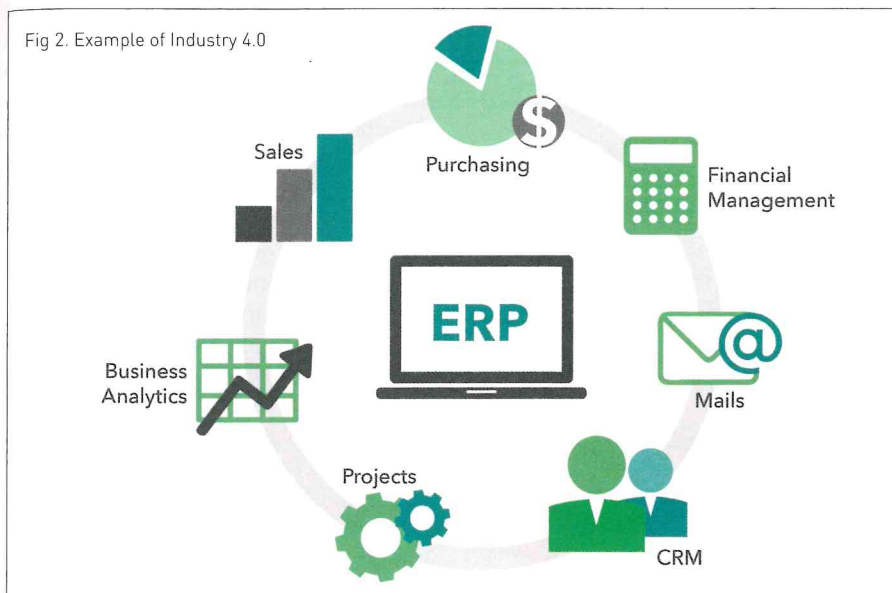 Fig 2. Example of Industry 4.0
Sales
$
Purchasing
Financial
Management
ERP
Business
Analytics
@
Mails
Projects
CRM